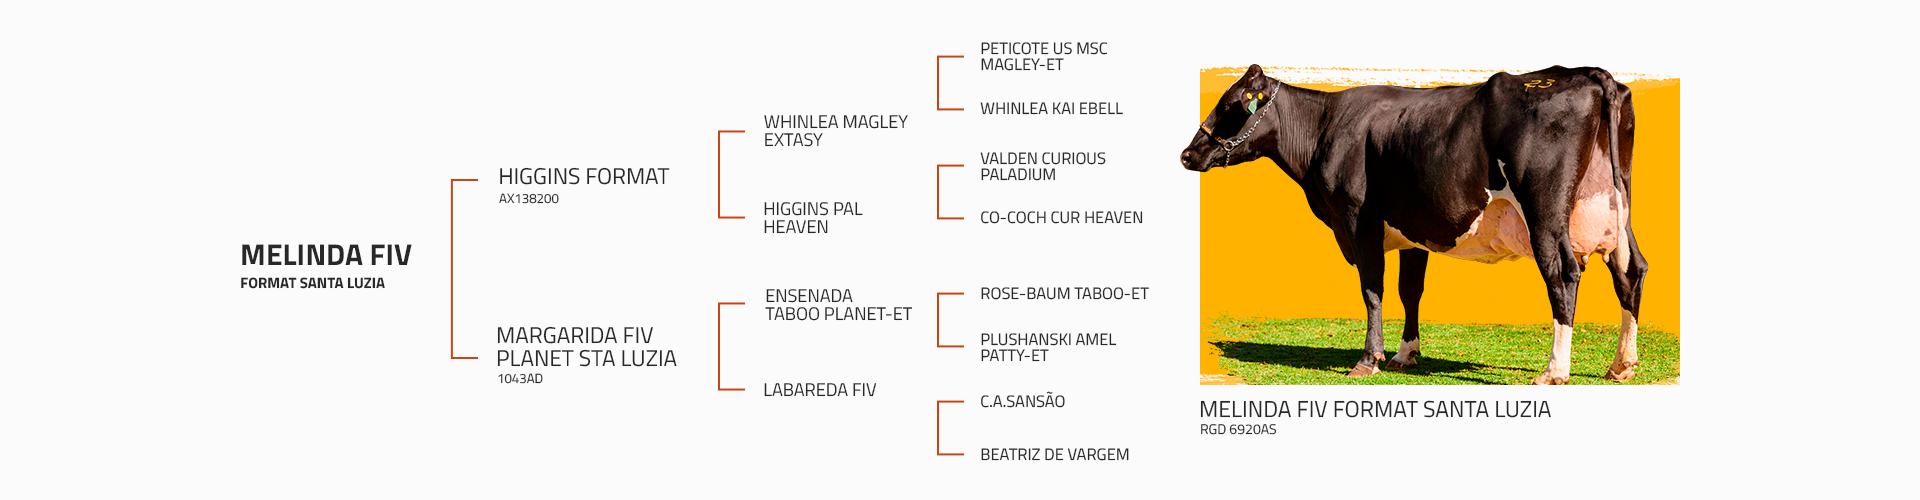 MELINDA FIV
FORMAT SANTA LUZIA
HIGGINS FORMAT
AX138200
MARGARIDA FIV
PLANET STA LUZIA
1043AD
WHINLEA MAGLEY
EXTASY
HIGGINS PAL
HEAVEN
ENSENADA
TABOO PLANET-ET
LABAREDA FIV
PETICOTE US MSC
MAGLEY-ET
WHINLEA KAI EBELL
VALDEN CURIOUS
PALADIUM
CO-COCH CUR HEAVEN
ROSE-BAUM TABOO-ET
PLUSHANSKI AMEL
PATTY-ET
C.A.SANSÃO
BEATRIZ DE VARGEM
23
MELINDA FIV FORMAT SANTA LUZIA
RGD 6920AS